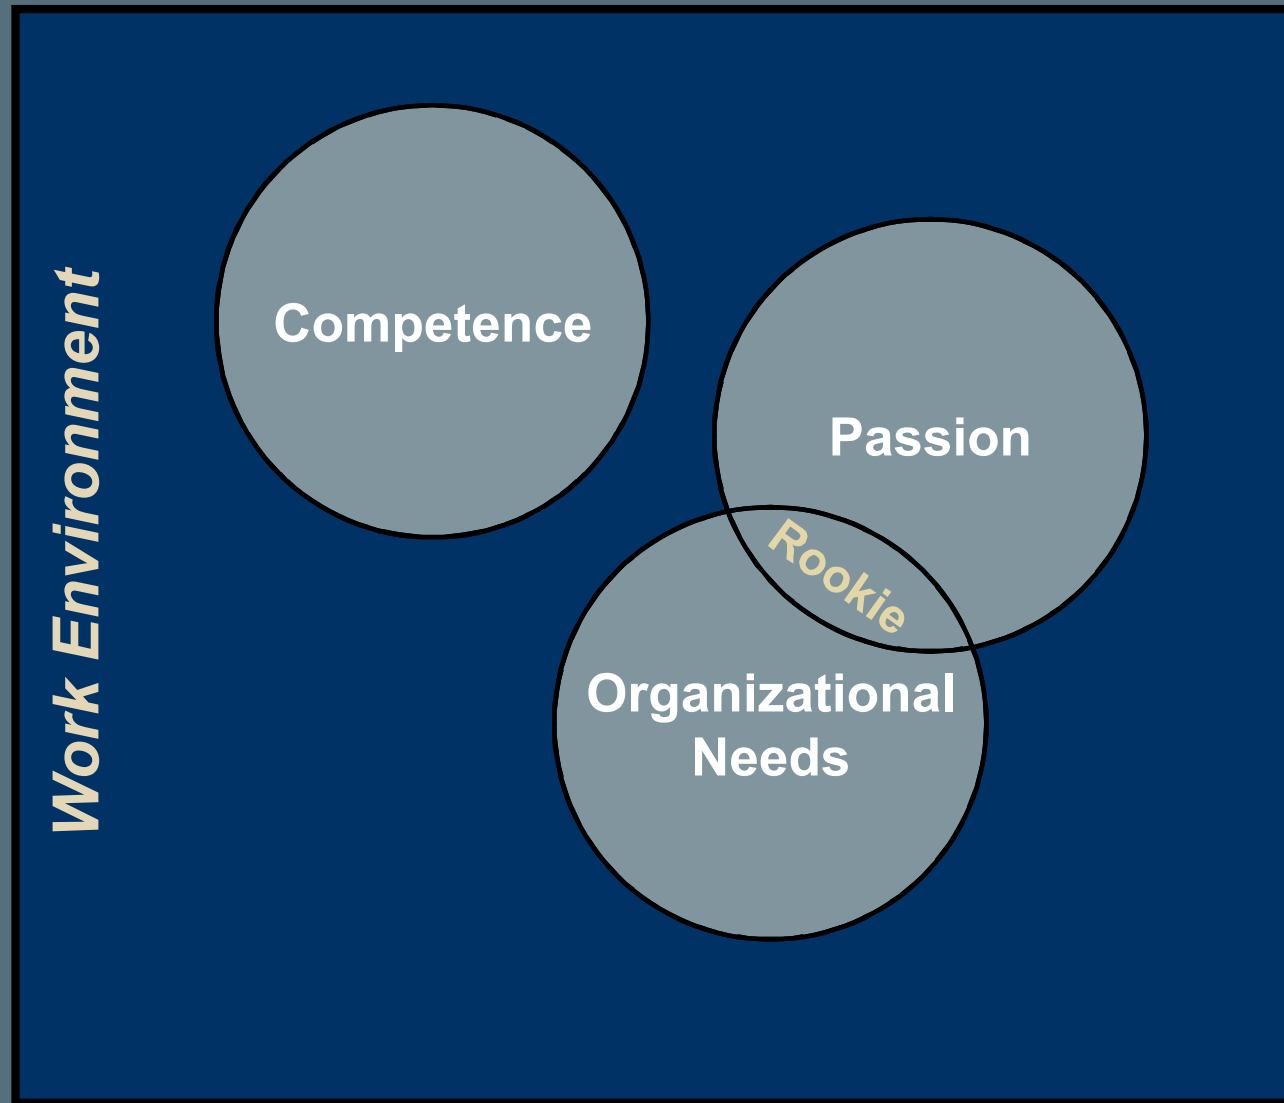 Work Environment
Competence
Passion
Rookie
Organizational
Needs